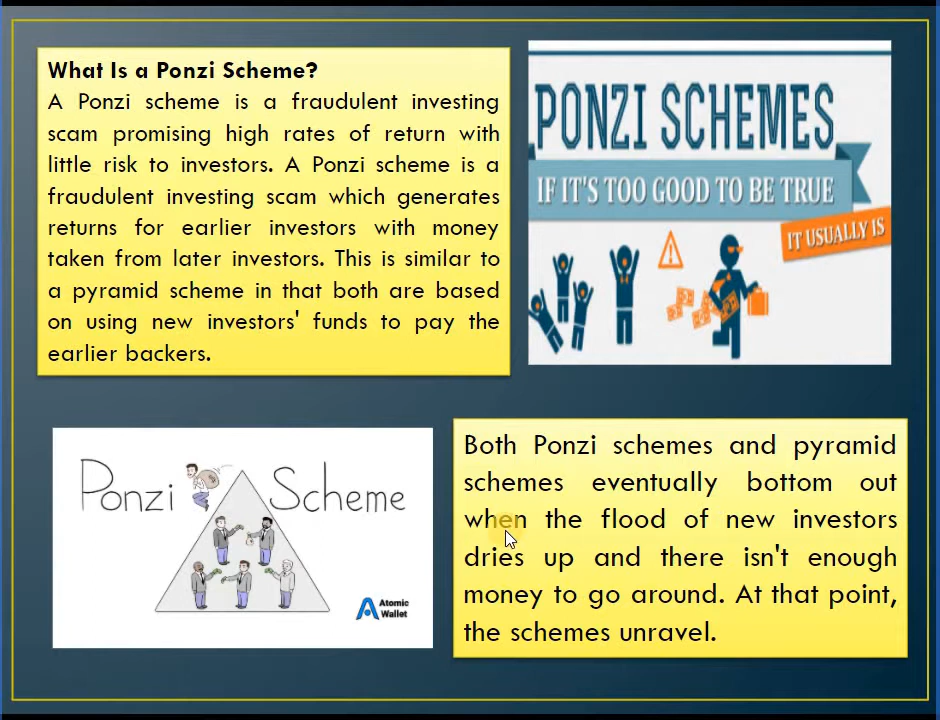 What Is a Ponzi Scheme?
A Ponzi scheme is a fraudulent investing
scam promising high rates of return with
little risk to investors. A Ponzi scheme is a
fraudulent investing scam which generates
returns for earlier investors with money
taken from later investors. This is similar to
a pyramid scheme in that both are based
on using new investors' funds to pay the
earlier backers.
PONZI SCHEMES
IF IT'S TOO GOOD TO BE TRUE
IT USUALLY IS
Ponzi Scheme
Atomic
Wallet
Both Ponzi schemes and pyramid
schemes eventually bottom out
when the flood of new investors
dries up and there isn't enough
money to go around. At that point,
the schemes unravel.